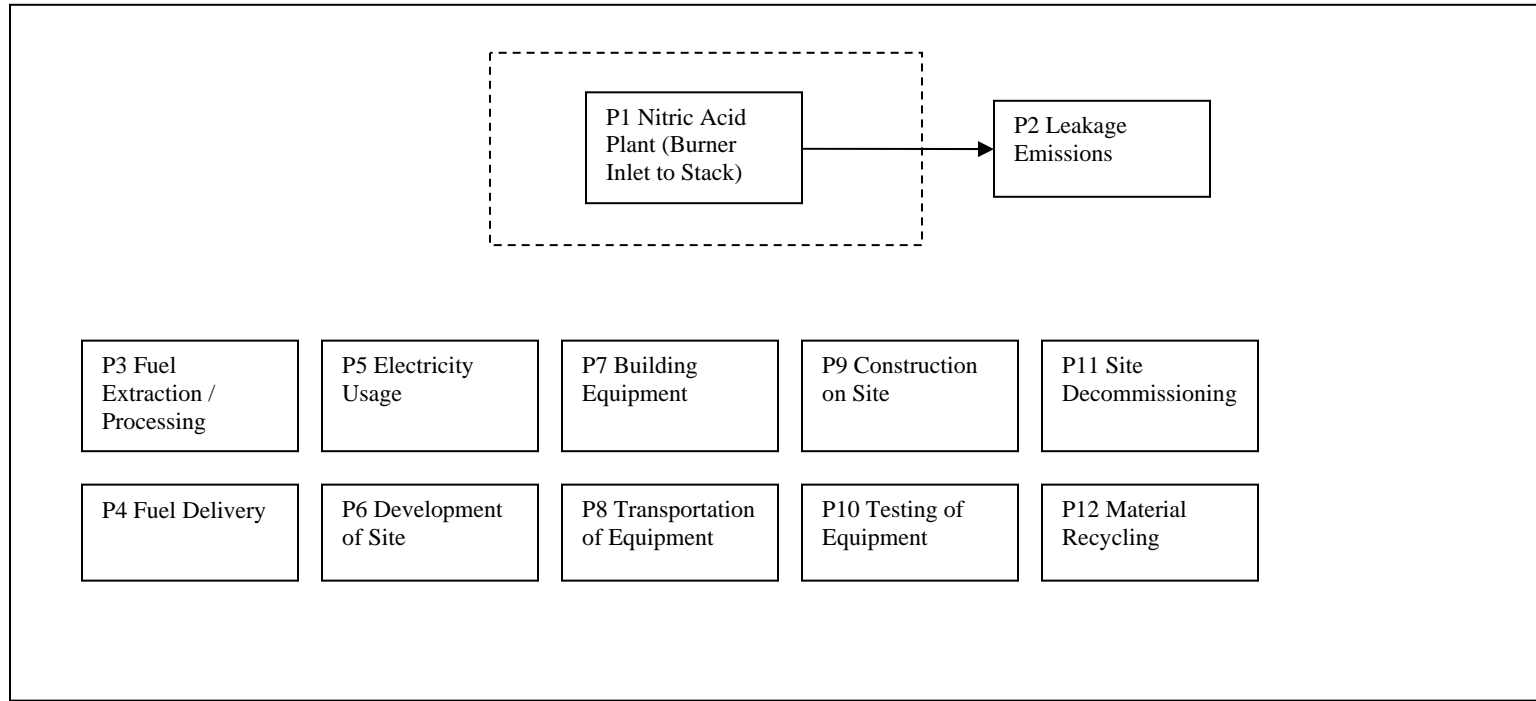 P1 Nitric Acid
Plant (Burner
Inlet to Stack)
P2 Leakage
Emissions
P3 Fuel
Extraction /
Processing
P5 Electricity
Usage
P7 Building
Equipment
P9 Construction
on Site
P11 Site
Decommissioning
P4 Fuel Delivery
P6 Development
of Site
P8 Transportation
of Equipment
P10 Testing of
Equipment
P12 Material
Recycling